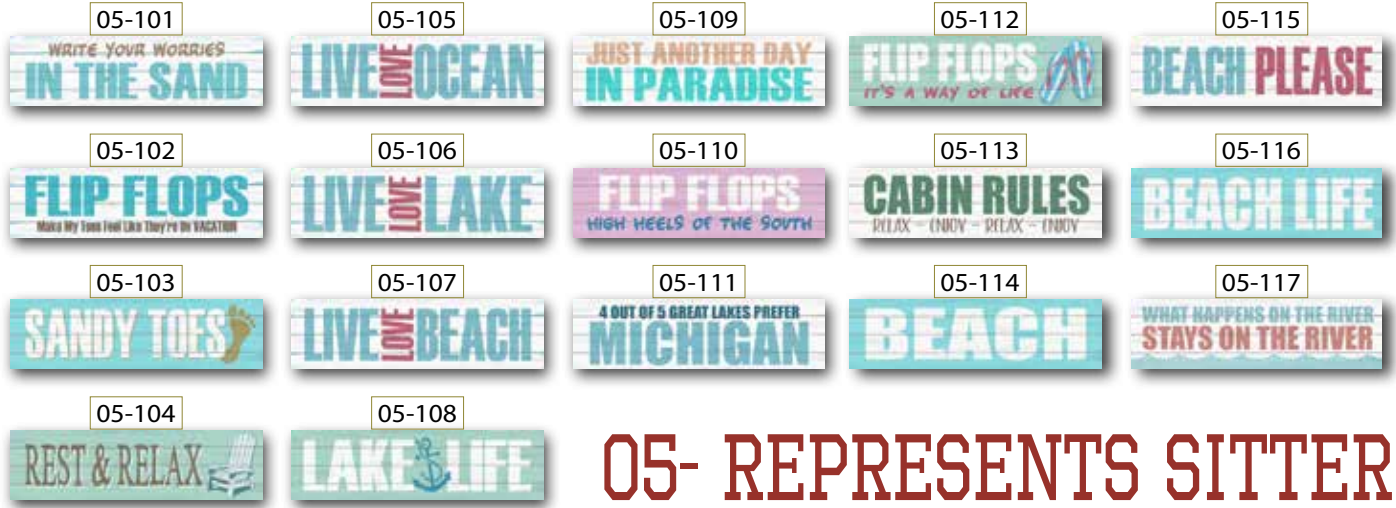 05-101
WRITE YOUR WORRIES
IN THE SAND
05-102
FLIP FLOPS
Make My Toes Feel Like They're On VACATION
05-103
SANDY TOES
05-104
REST & RELAX
05-105
LIVE LOVE OCEAN
05-106
LIVE LOVE LAKE
05-107
LIVE LOVE BEACH
05-108
LAKE LIFE
05-109
JUST ANOTHER DAY
IN PARADISE
05-110
FLIP FLOPS
HIGH HEELS OF THE SOUTH
05-111
4 OUT OF 5 GREAT LAKES PREFER
MICHIGAN
05-112
FLIP FLOPS
IT'S A WAY OF LIFE
05-113
CABIN RULES
RELAX - ENJOY - RELAX - ENJOY
05-114
BEACH
05-115
BEACH PLEASE
05-116
BEACH LIFE
05-117
WHAT HAPPENS ON THE RIVER
STAYS ON THE RIVER
05- REPRESENTS SITTER